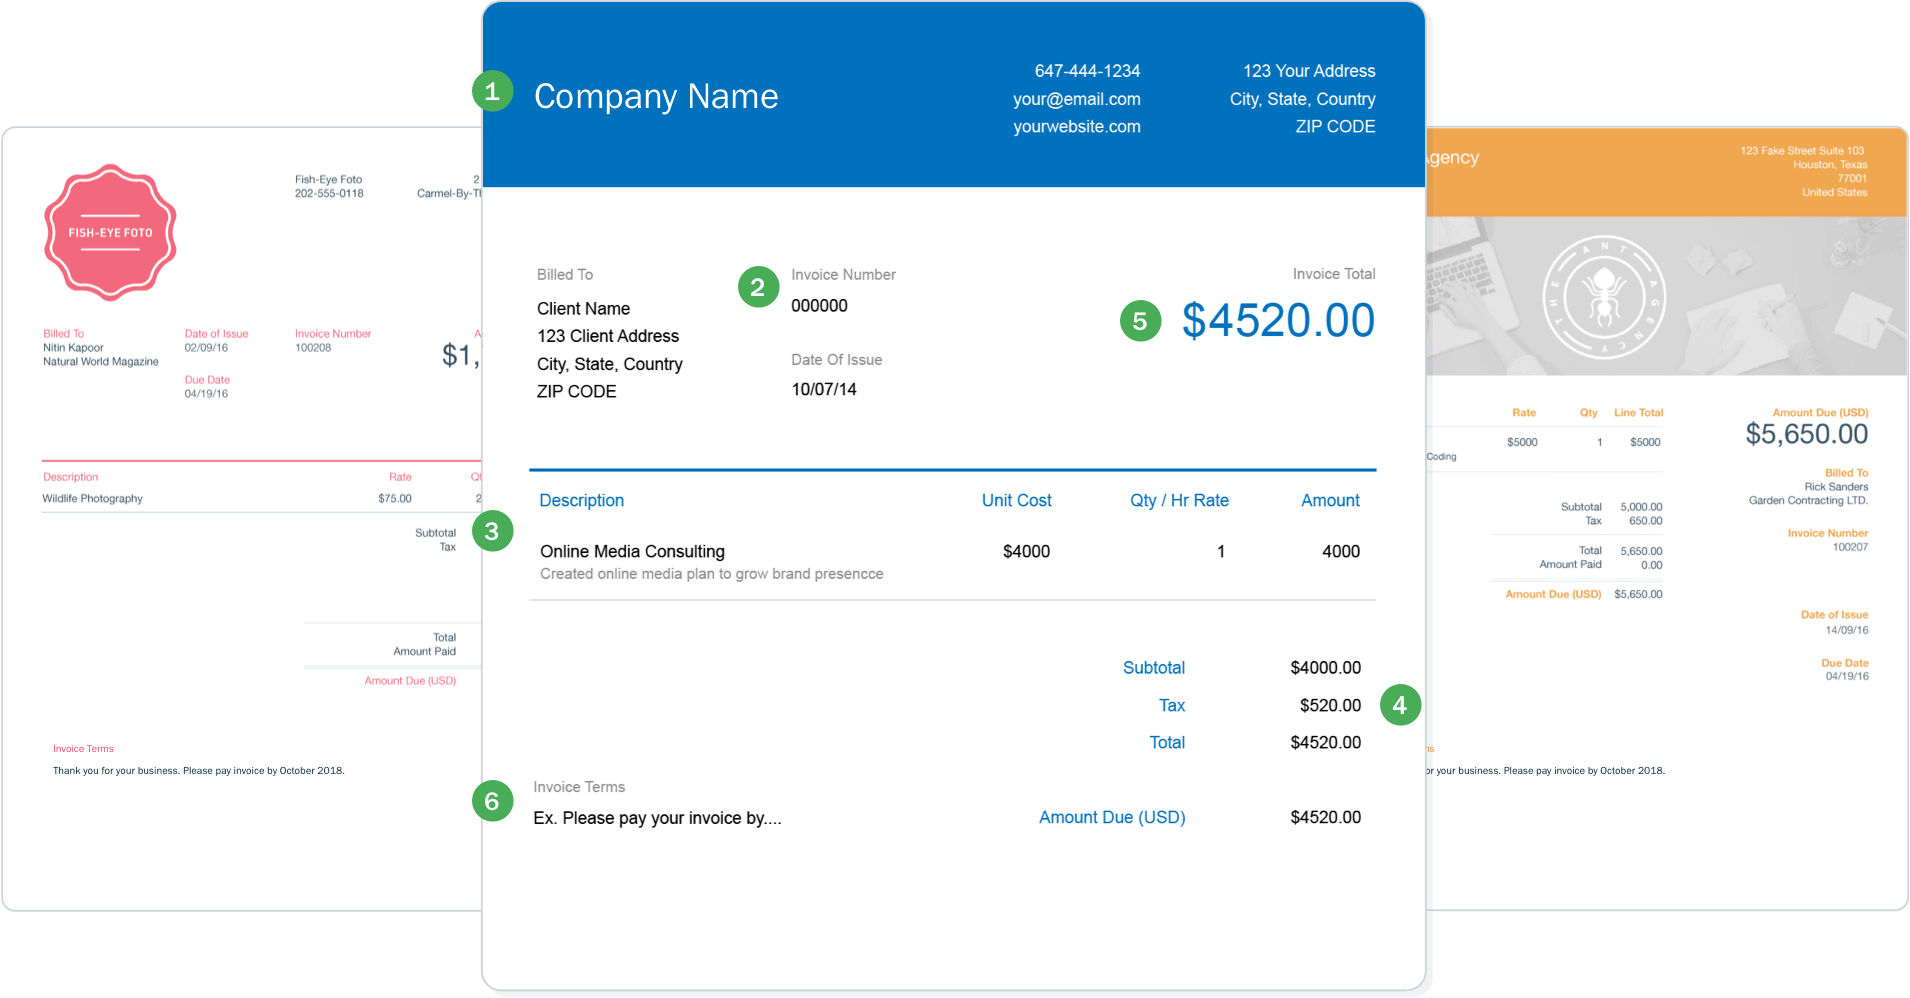 FISH-EYE FOTO
Fish-Eye Foto
202-555-0118
2
Carmel-By-Th
Billed To
Nitin Kapoor
Natural World Magazine
Date of Issue
02/09/16
Due Date
04/19/16
Invoice Number
100208
A
$1,
Description Rate Qt
Wildlife Photography $75.00 2
Subtotal
Tax
Total
Amount Paid
Amount Due (USD)
Invoice Terms
Thank you for your business. Please pay invoice by October 2018.
1
Company Name
647-444-1234
your@email.com
yourwebsite.com
123 Your Address
City, State, Country
ZIP CODE
Billed To
Client Name
123 Client Address
City, State, Country
ZIP CODE
2
Invoice Number
000000
Date Of Issue
10/07/14
Invoice Total
5
$4520.00
Description Unit Cost Qty / Hr Rate Amount
3
Online Media Consulting $4000 1 4000
Created online media plan to grow brand presencce
Subtotal $4000.00
Tax $520.00
4
Total $4520.00
6
Invoice Terms
Ex. Please pay your invoice by....
Amount Due (USD) $4520.00
Agency
123 Fake Street Suite 103
Houston, Texas
77001
United States
THE ANT AGENCY
Rate Qty Line Total
$5000 1 $5000
Coding
Subtotal 5,000.00
Tax 650.00
Total 5,650.00
Amount Paid 0.00
Amount Due (USD) $5,650.00
Amount Due (USD)
$5,650.00
Billed To
Rick Sanders
Garden Contracting LTD.
Invoice Number
100207
Date of Issue
14/09/16
Due Date
04/19/16
ms
or your business. Please pay invoice by October 2018.